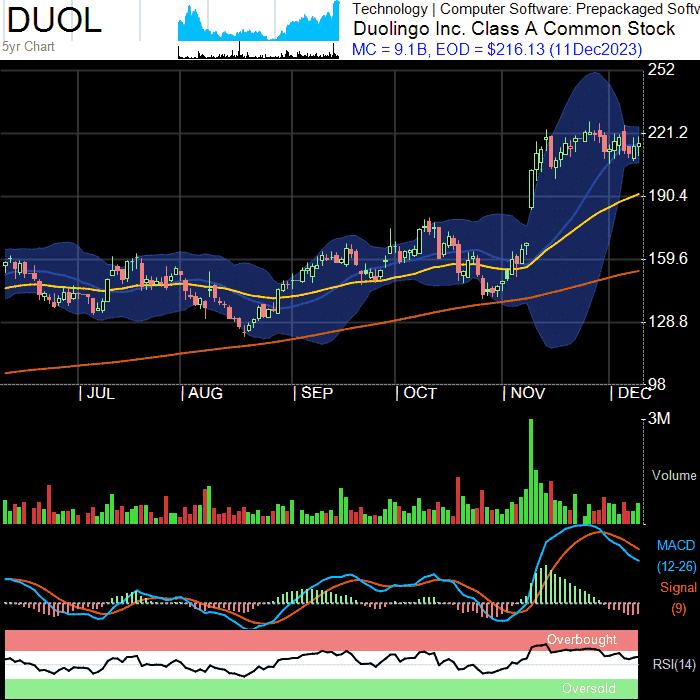 DUOL
5yr Chart
Technology | Computer Software: Prepackaged Softw
Duolingo Inc. Class A Common Stock
MC = 9.1B, EOD = $216.13 (11Dec2023)
252
221.2
190.4
159.6
128.8
98
| JUL | AUG | SEP | OCT | NOV | DEC
3M
Volume
MACD
(12-26)
Signal
(9)
Overbought
RSI(14)
Oversold